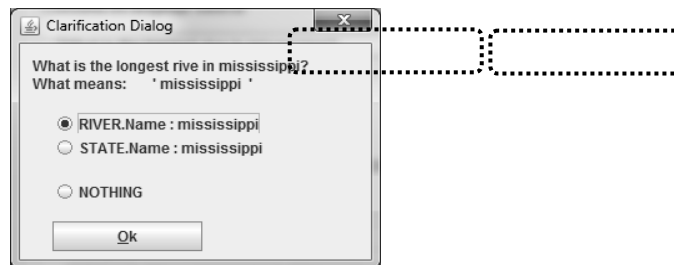 Clarification Dialog
What is the longest rive in mississippi?
What means: ' mississippi '
RIVER.Name : mississippi
STATE.Name : mississippi
NOTHING
Ok